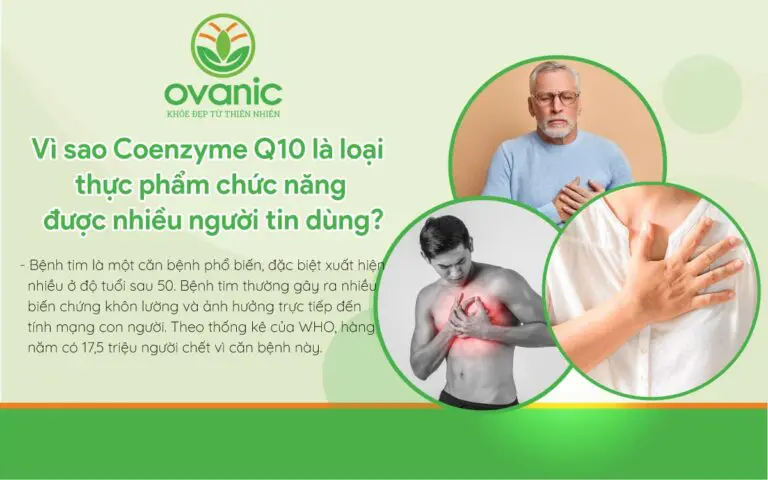 ovanic
KHỎE ĐẸP TỪ THIÊN NHIÊN
Vì sao Coenzyme Q10 là loại
thực phẩm chức năng
được nhiều người tin dùng?
- Bệnh tim là một căn bệnh phổ biến, đặc biệt xuất hiện
nhiều ở độ tuổi sau 50. Bệnh tim thường gây ra nhiều
biến chứng khôn lường và ảnh hưởng trực tiếp đến
tính mạng con người. Theo thống kê của WHO, hàng
năm có 17,5 triệu người chết vì căn bệnh này.